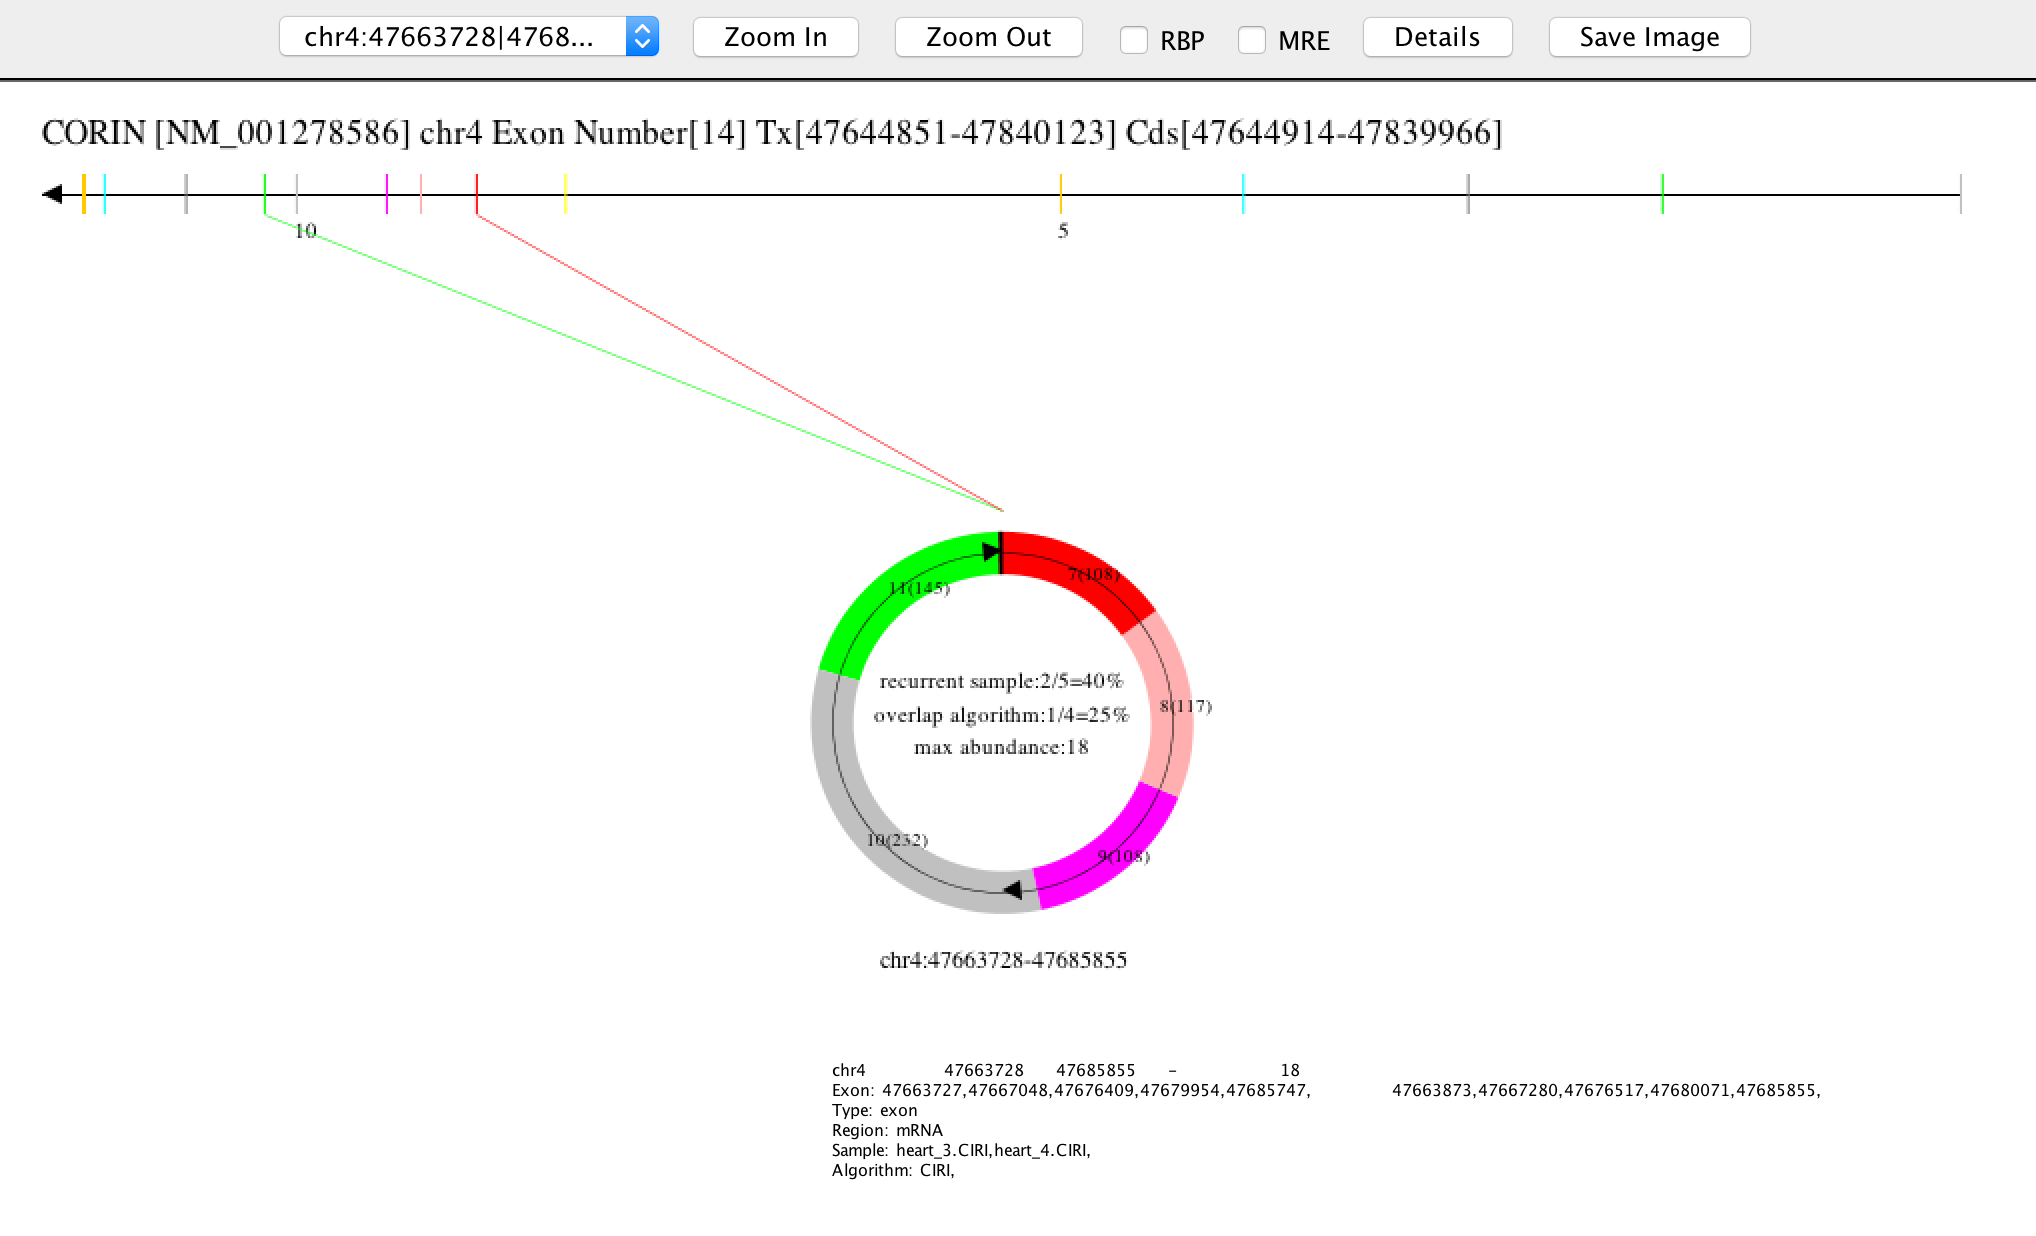 chr4:47663728|4768... Zoom In Zoom Out RBP MRE Details Save Image
CORIN [NM_001278586] chr4 Exon Number[14] Tx[47644851-47840123] Cds[47644914-47839966]
10 5
7(108)
11(145)
recurrent sample:2/5=40%
8(117)
overlap algorithm:1/4=25%
max abundance:18
10(232)
9(108)
chr4:47663728-47685855
chr4 47663728 47685855 - 18
Exon: 47663727,47667048,47676409,47679954,47685747, 47663873,47667280,47676517,47680071,47685855,
Type: exon
Region: mRNA
Sample: heart_3.CIRI,heart_4.CIRI,
Algorithm: CIRI,